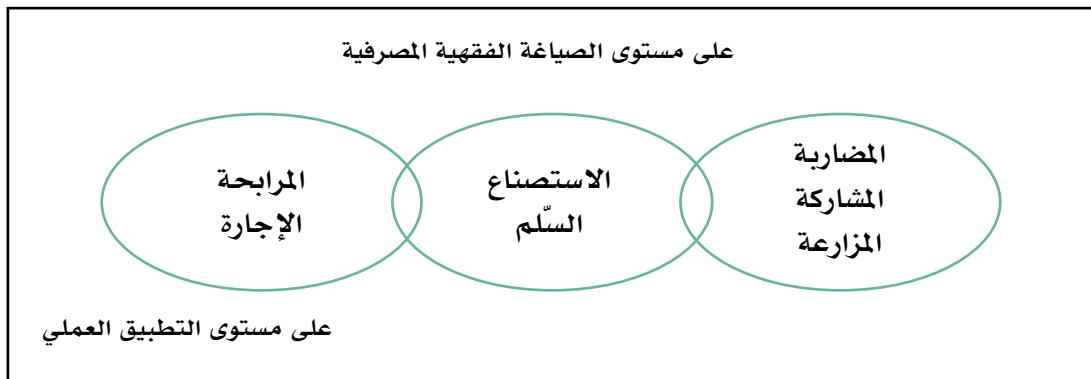 على مستوى الصياغة الفقهية المصرفية
المضاربة
المشاركة
المزارعة
الاستصناع
السّلم
المرابحة
الإجارة
على مستوى التطبيق العملي